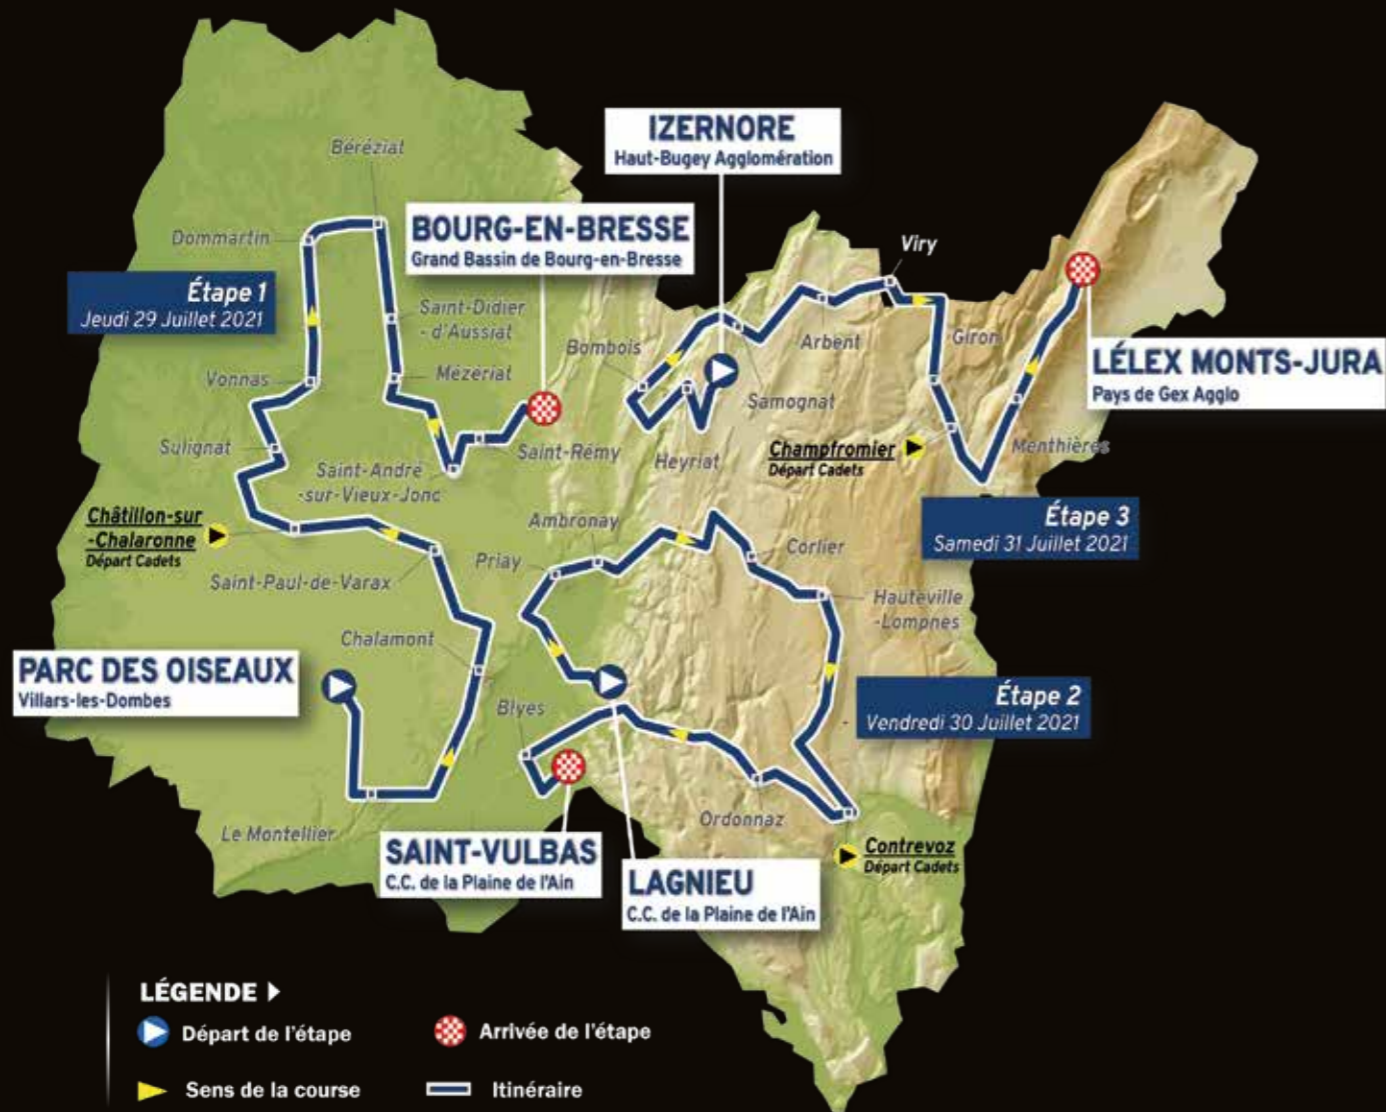 IZERNORE
Haut-Bugey Agglomération
Béréziat
BOURG-EN-BRESSE
Grand Bassin de Bourg-en-Bresse
Dommartin
Viry
Étape 1
Jeudi 29 Juillet 2021
Saint-Didier
-d'Aussiat
Bombois
Arbent
Giron
LÉLEX MONTS-JURA
Pays de Gex Agglo
Vonnas
Mézériat
Samognat
Sulignat
Saint-Rémy
Heyriat
Champfromier
Départ Cadets
Menthières
Saint-André
-sur-Vieux-Jonc
Châtillon-sur
-Chalaronne
Départ Cadets
Ambronay
Étape 3
Samedi 31 Juillet 2021
Priay
Corlier
Saint-Paul-de-Varax
Hauteville
-Lompnes
Chalamont
PARC DES OISEAUX
Villars-les-Dombes
Blyes
Étape 2
Vendredi 30 Juillet 2021
Le Montellier
Ordonnaz
SAINT-VULBAS
C.C. de la Plaine de l'Ain
Contrevoz
Départ Cadets
LAGNIEU
C.C. de la Plaine de l'Ain
LÉGENDE
Départ de l'étape
Arrivée de l'étape
Sens de la course
Itinéraire